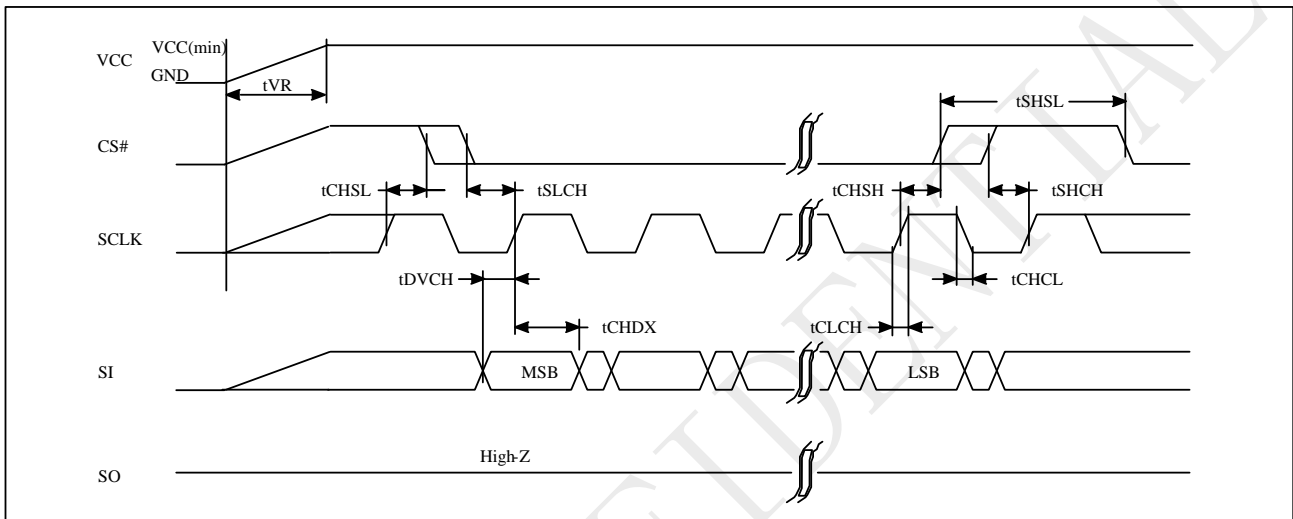 VCC
VCC(min)
GND
tVR
tSHSL
CS#
tCHSL
tSLCH
tCHSH
tSHCH
SCLK
tDVCH
tCHCL
tCHDX
tCLCH
SI
MSB
LSB
High-Z
SO